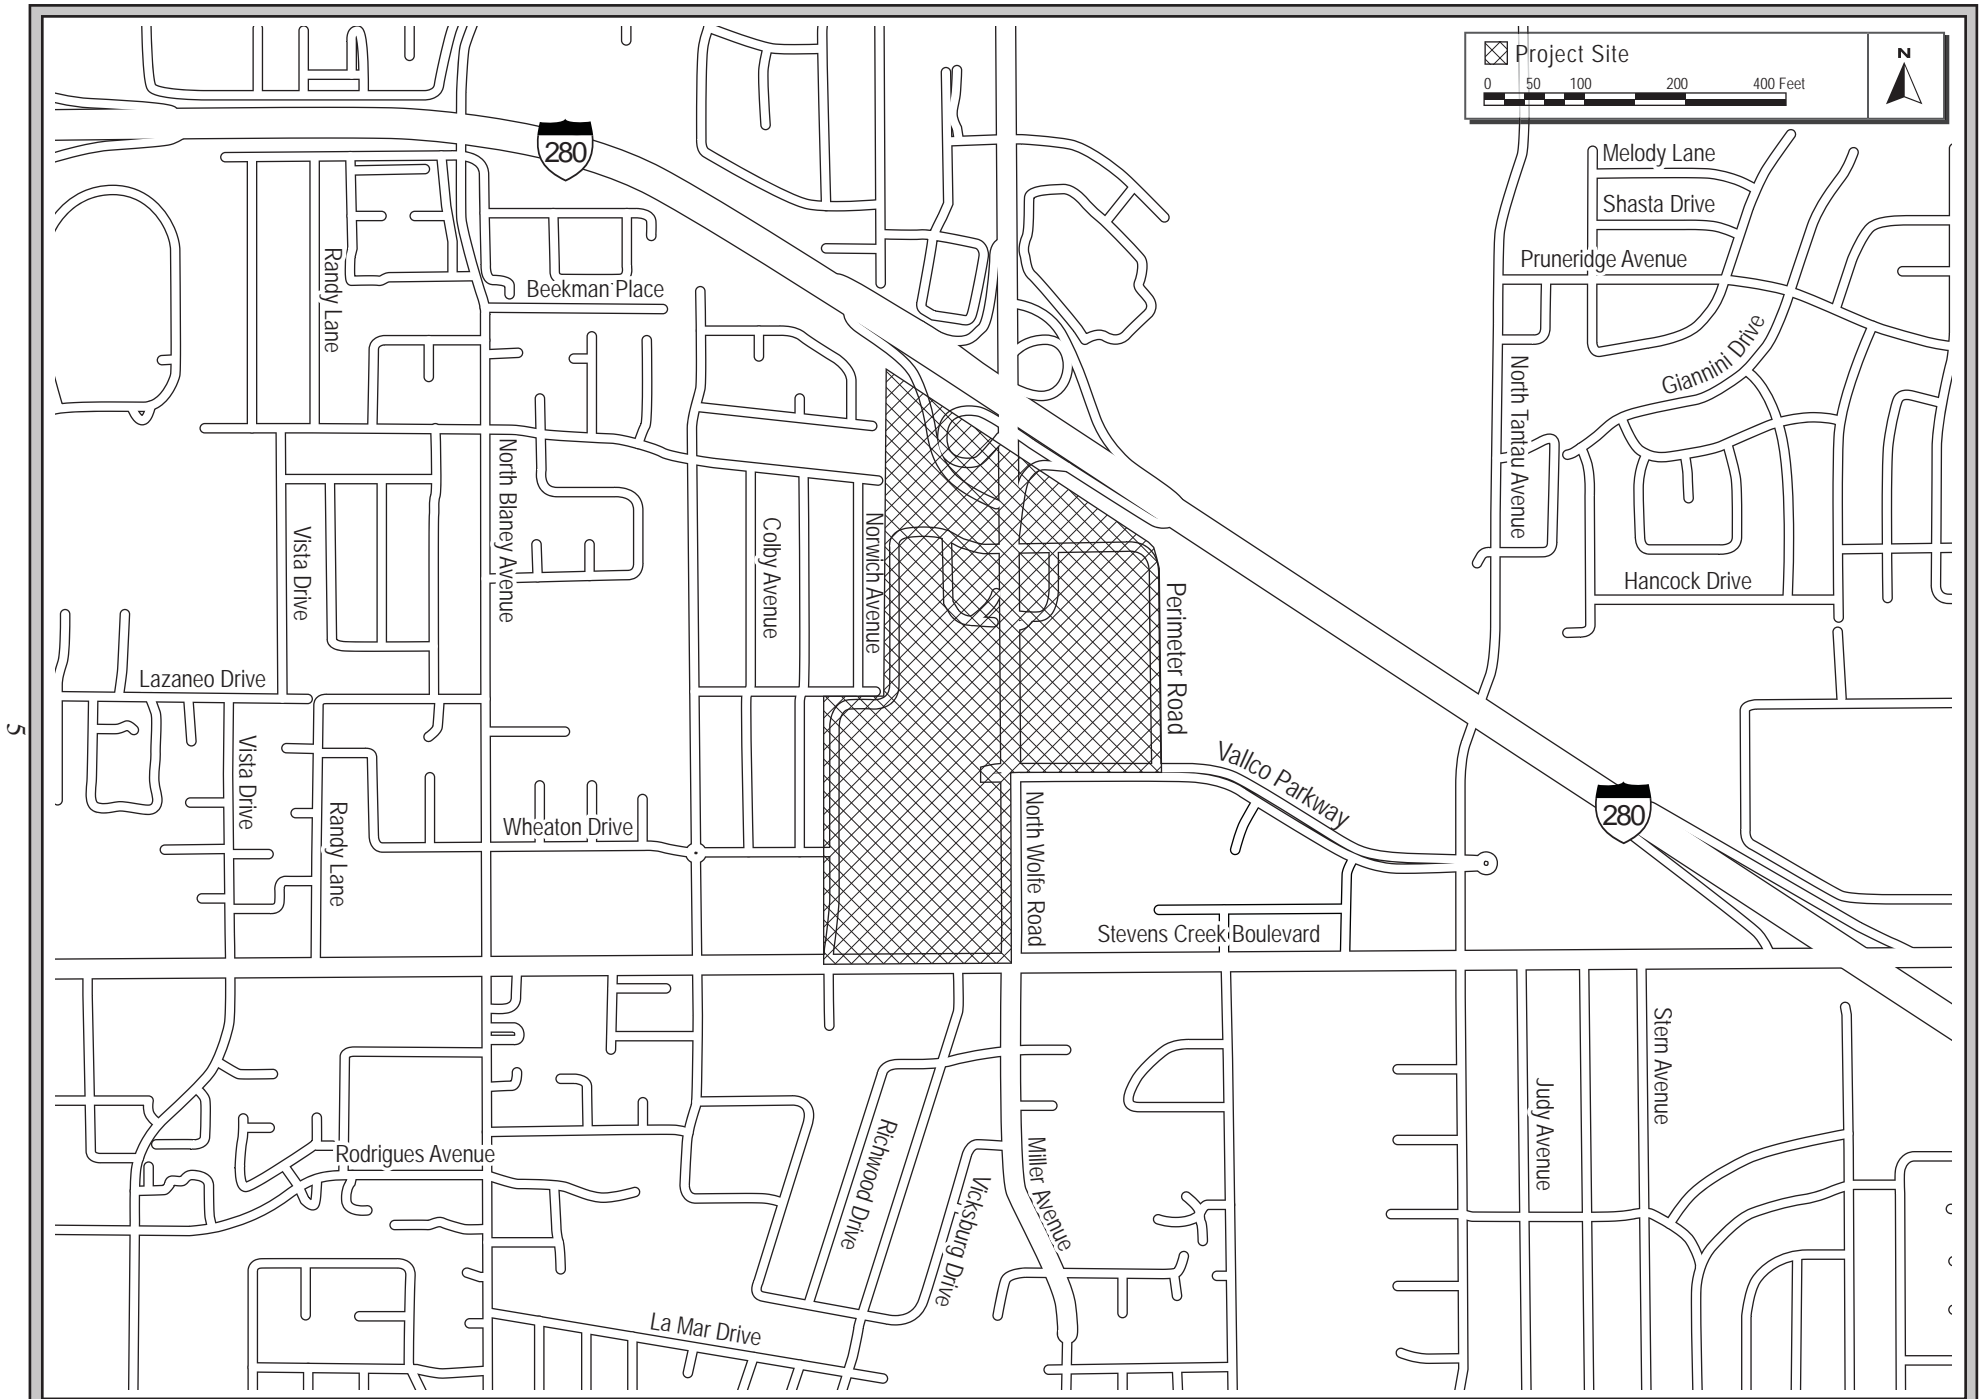 Project Site
N
0 50 100 200 400 Feet
280
Melody Lane
Shasta Drive
Pruneridge Avenue
Randy Lane
Beekman Place
Giannini Drive
North Tantau Avenue
North Blaney Avenue
Colby Avenue
Norwich Avenue
Vista Drive
Hancock Drive
Perimeter Road
Lazaneo Drive
Vista Drive
Vallco Parkway
5
Randy Lane
Wheaton Drive
North Wolfe Road
280
Stevens Creek Boulevard
Stern Avenue
Judy Avenue
Richwood Drive
Rodrigues Avenue
Miller Avenue
Vicksburg Drive
La Mar Drive